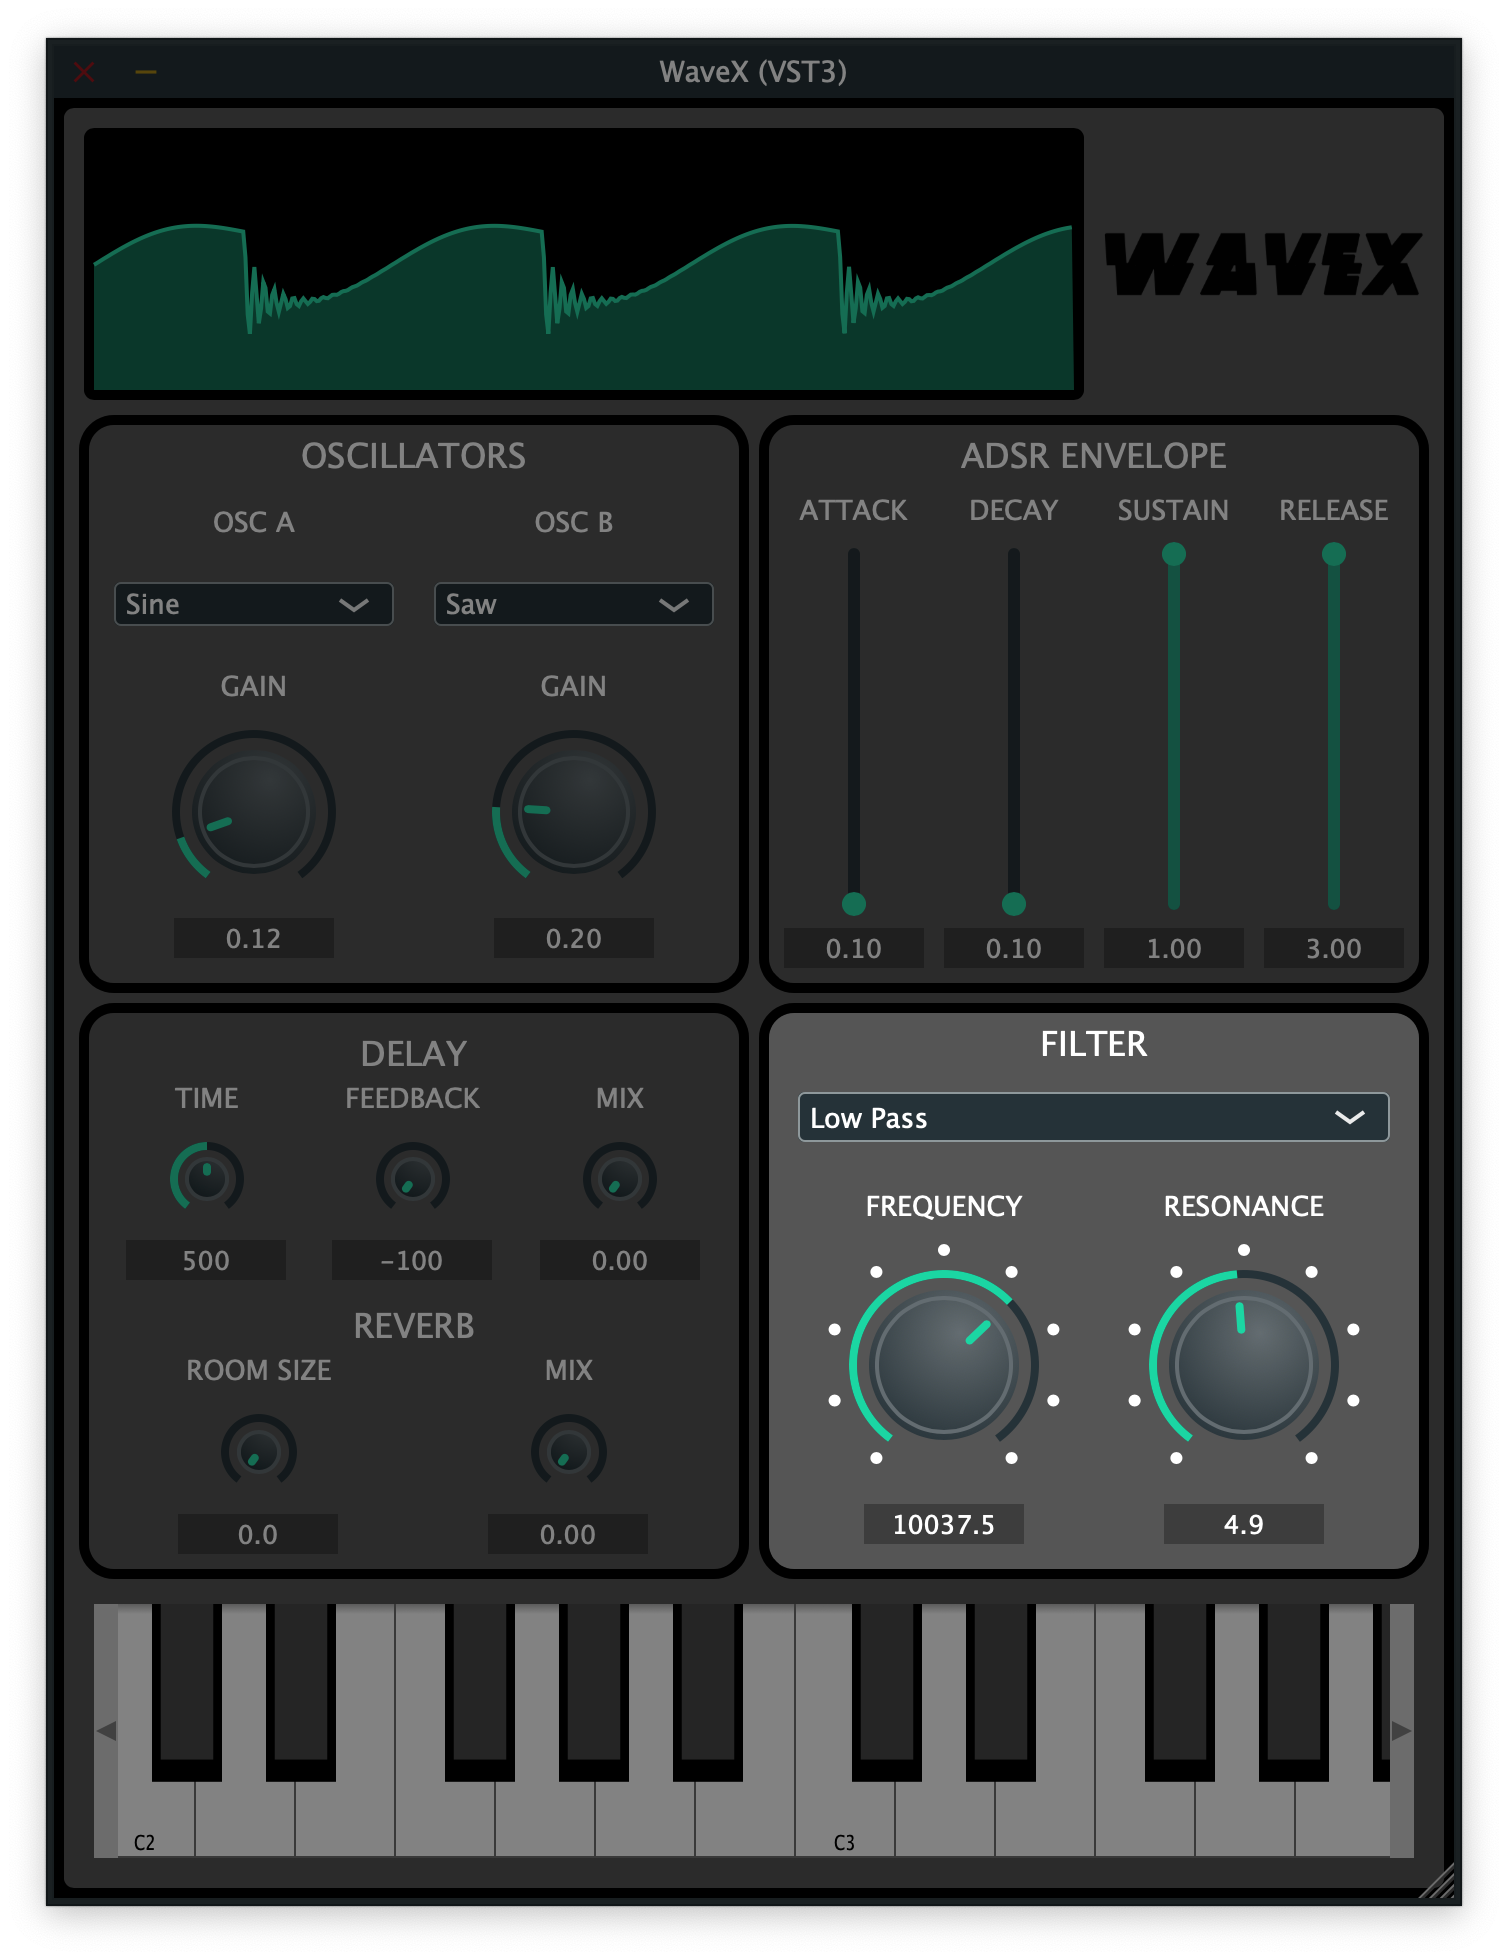 WaveX (VST3)
WAVEX
OSCILLATORS
OSC A
OSC B
Sine
Saw
GAIN
GAIN
0.12
0.20
ADSR ENVELOPE
ATTACK
DECAY
SUSTAIN
RELEASE
0.10
0.10
1.00
3.00
DELAY
TIME
FEEDBACK
MIX
500
-100
0.00
REVERB
ROOM SIZE
MIX
0.0
0.00
FILTER
Low Pass
FREQUENCY
RESONANCE
10037.5
4.9
C2
C3